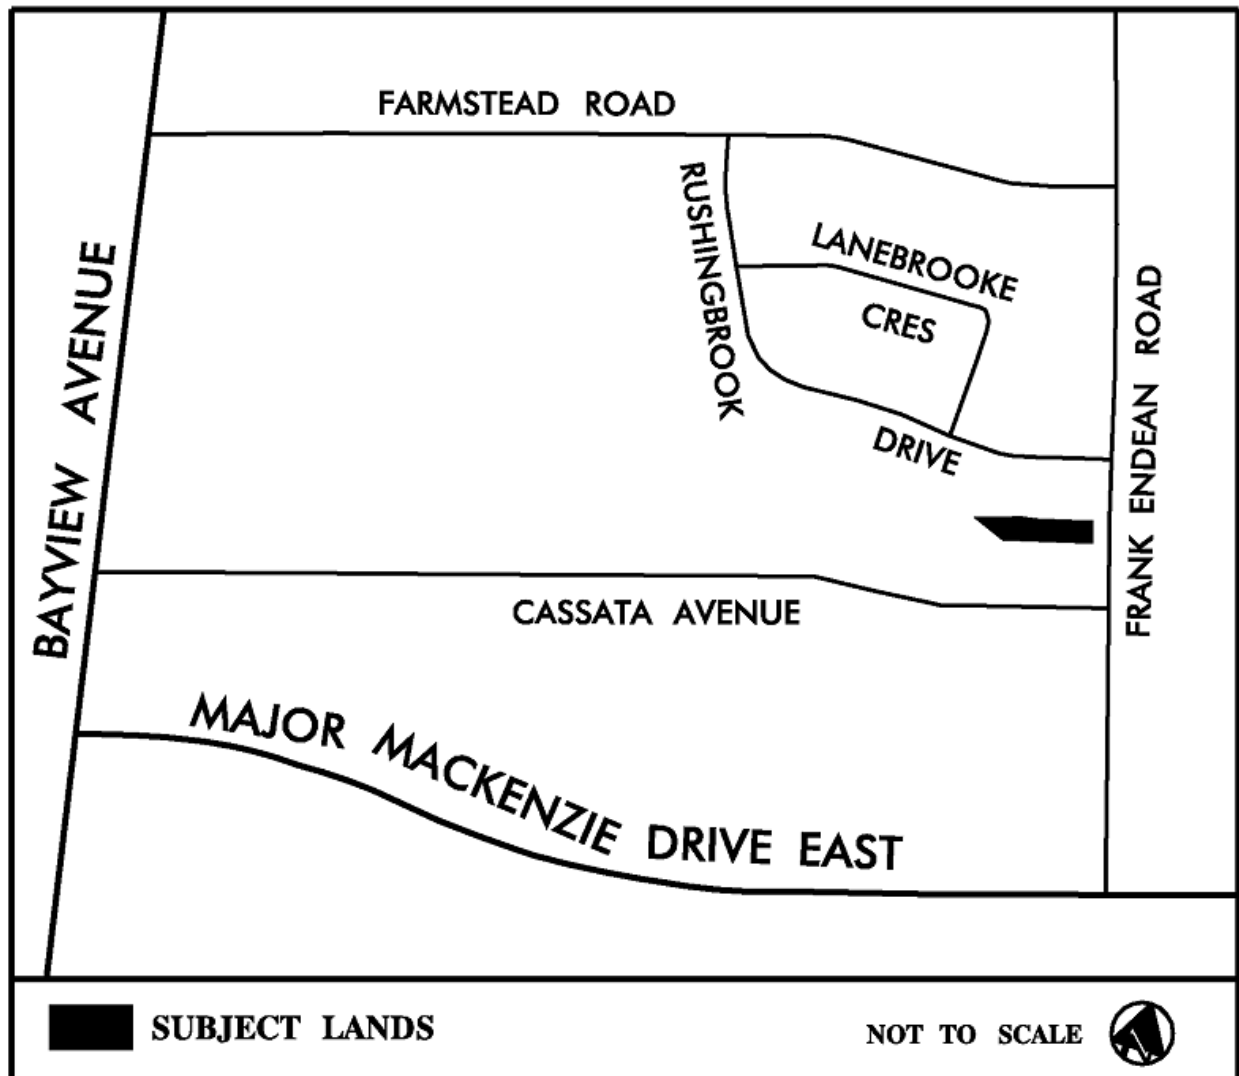 FARMSTEAD ROAD
RUSHINGBROOK
LANEBROOKE
CRES
DRIVE
BAYVIEW AVENUE
FRANK ENDEAN ROAD
CASSATA AVENUE
MAJOR MACKENZIE DRIVE EAST
SUBJECT LANDS
NOT TO SCALE